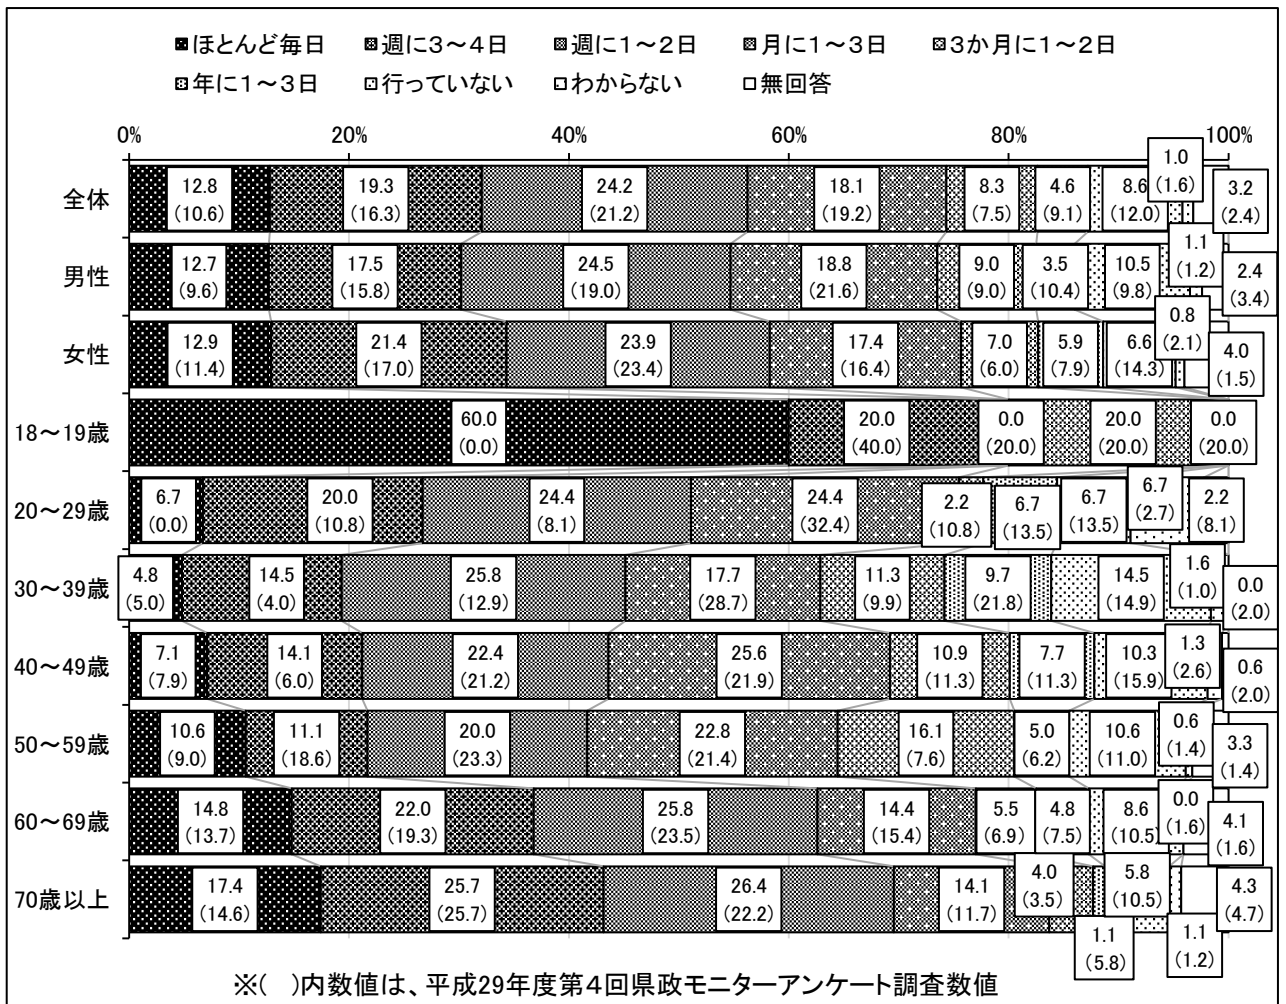 ■ほとんど毎日 ■週に3～4日 ■週に1～2日 ■月に1～3日 □3か月に1～2日
□年に1～3日 □行っていない □わからない □無回答
0% 20% 40% 60% 80% 100%
全体 12.8 19.3 24.2 18.1 8.3 4.6 8.6 1.0 3.2
(10.6) (16.3) (21.2) (19.2) (7.5) (9.1) (12.0) (1.6) (2.4)
男性 12.7 17.5 24.5 18.8 9.0 3.5 10.5 1.1 2.4
(9.6) (15.8) (19.0) (21.6) (9.0) (10.4) (9.8) (1.2) (3.4)
女性 12.9 21.4 23.9 17.4 7.0 5.9 6.6 0.8 4.0
(11.4) (17.0) (23.4) (16.4) (6.0) (7.9) (14.3) (2.1) (1.5)
18～19歳 60.0 20.0 0.0 20.0 0.0
(0.0) (40.0) (20.0) (20.0) (20.0)
20～29歳 6.7 20.0 24.4 24.4 2.2 6.7 6.7 6.7 2.2
(0.0) (10.8) (8.1) (32.4) (10.8) (13.5) (13.5) (2.7) (8.1)
30～39歳 4.8 14.5 25.8 17.7 11.3 9.7 14.5 1.6 0.0
(5.0) (4.0) (12.9) (28.7) (9.9) (21.8) (14.9) (1.0) (2.0)
40～49歳 7.1 14.1 22.4 25.6 10.9 7.7 10.3 1.3 0.6
(7.9) (6.0) (21.2) (21.9) (11.3) (11.3) (15.9) (2.6) (2.0)
50～59歳 10.6 11.1 20.0 22.8 16.1 5.0 10.6 0.6 3.3
(9.0) (18.6) (23.3) (21.4) (7.6) (6.2) (11.0) (1.4) (1.4)
60～69歳 14.8 22.0 25.8 14.4 5.5 4.8 8.6 0.0 4.1
(13.7) (19.3) (23.5) (15.4) (6.9) (7.5) (10.5) (1.6) (1.6)
70歳以上 17.4 25.7 26.4 14.1 4.0 1.1 5.8 1.1 4.3
(14.6) (25.7) (22.2) (11.7) (3.5) (5.8) (10.5) (1.2) (4.7)
※( )内数値は、平成29年度第4回県政モニターアンケート調査数値